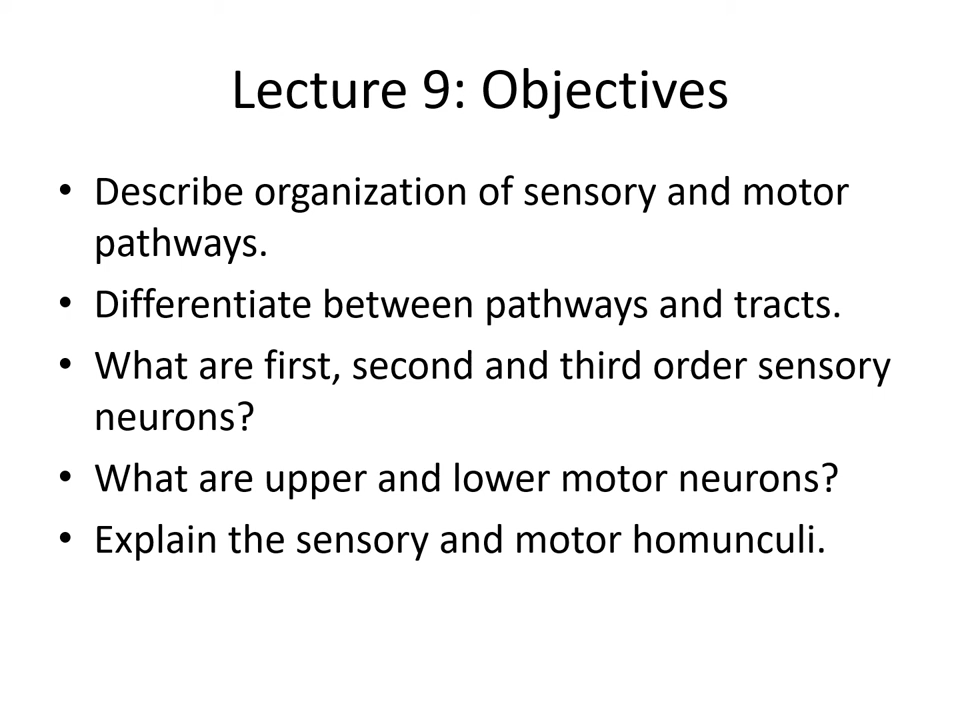 Lecture 9: Objectives
• Describe organization of sensory and motor
pathways.
• Differentiate between pathways and tracts.
• What are first, second and third order sensory
neurons?
• What are upper and lower motor neurons?
• Explain the sensory and motor homunculi.